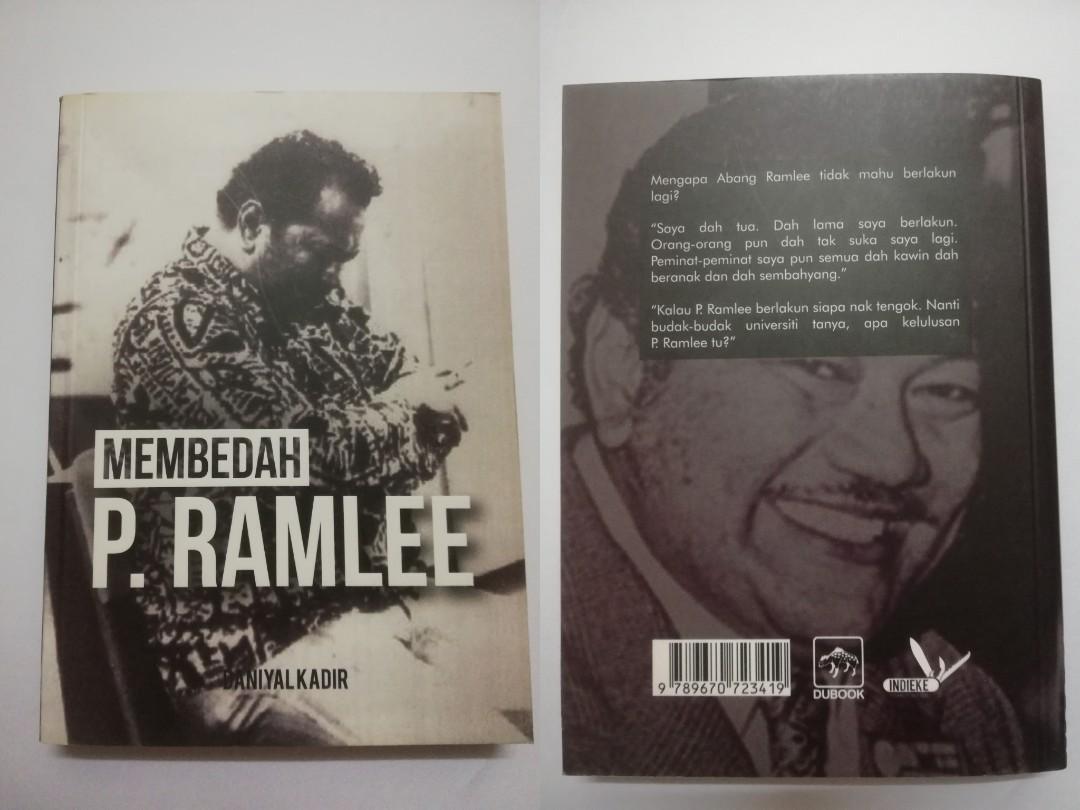 MEMBEDAH
P. RAMLEE
DANIYAL KADIR
Mengapa Abang Ramlee tidak mahu berlakun
lagi?
“Saya dah tua. Dah lama saya berlakun.
Orang-orang pun dah tak suka saya lagi.
Peminat-peminat saya pun semua dah kawin dah
beranak dan dah sembahyang.”
“Kalau P. Ramlee berlakun siapa nak tengok. Nanti
budak-budak universiti tanya, apa kelulusan
P. Ramlee tu?”
9 789670 723419
DUBOOK
INDIEKE